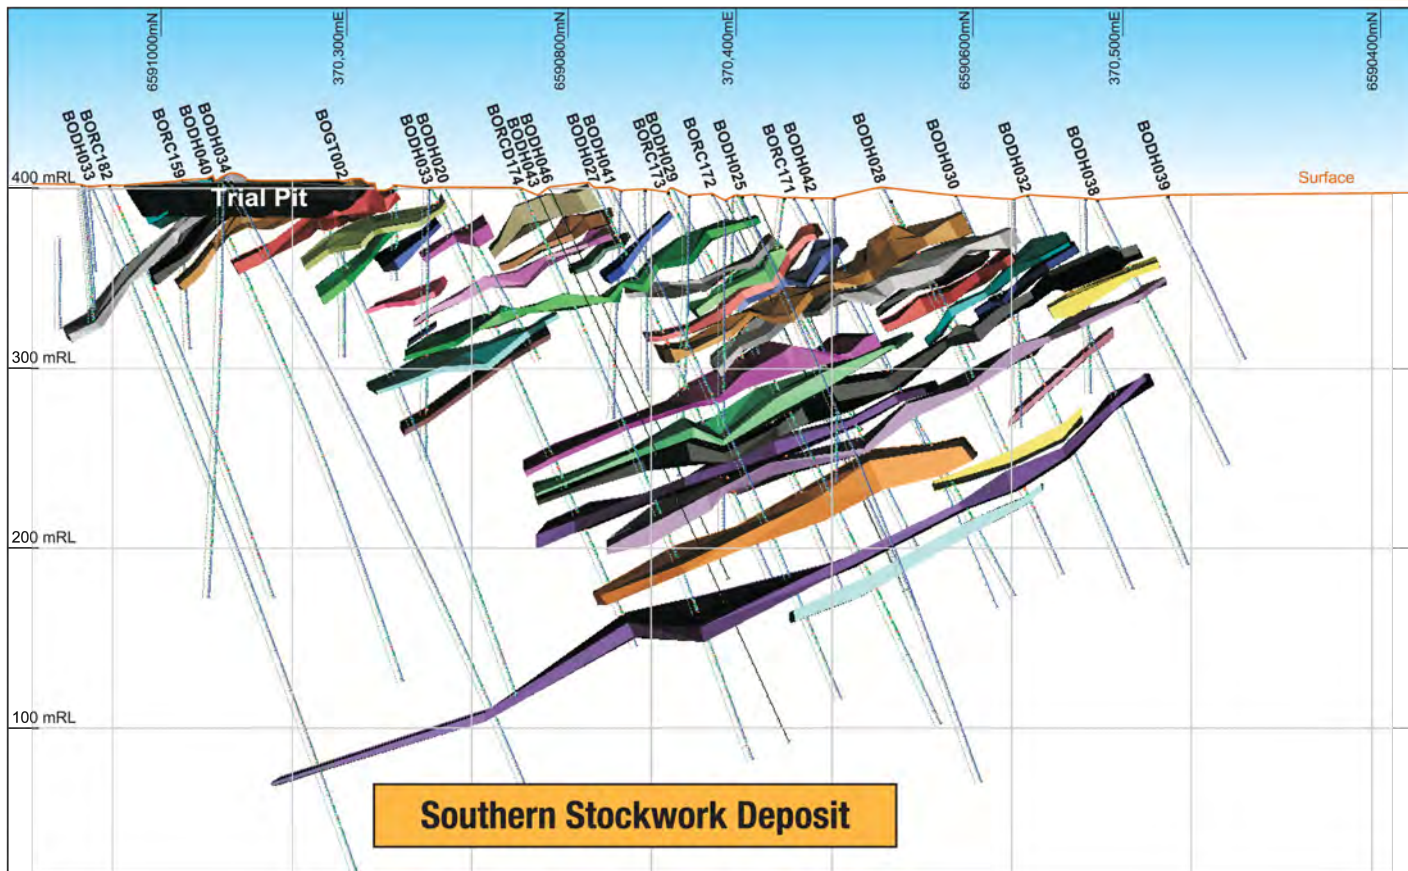 6591000mN
370,300mE
6590800mN
370,400mE
6590600mN
370,500mE
6590400mN
BODH033
BORC182
BORC159
BODH040
BODH034
BOGT002
BODH033
BODH020
BORCD174
BODH043
BODH046
BODH027
BODH041
BORC173
BODH029
BORC172
BODH025
BORC171
BODH042
BODH028
BODH030
BODH032
BODH038
BODH039
400 mRL
Trial Pit
Surface
300 mRL
200 mRL
100 mRL
Southern Stockwork Deposit